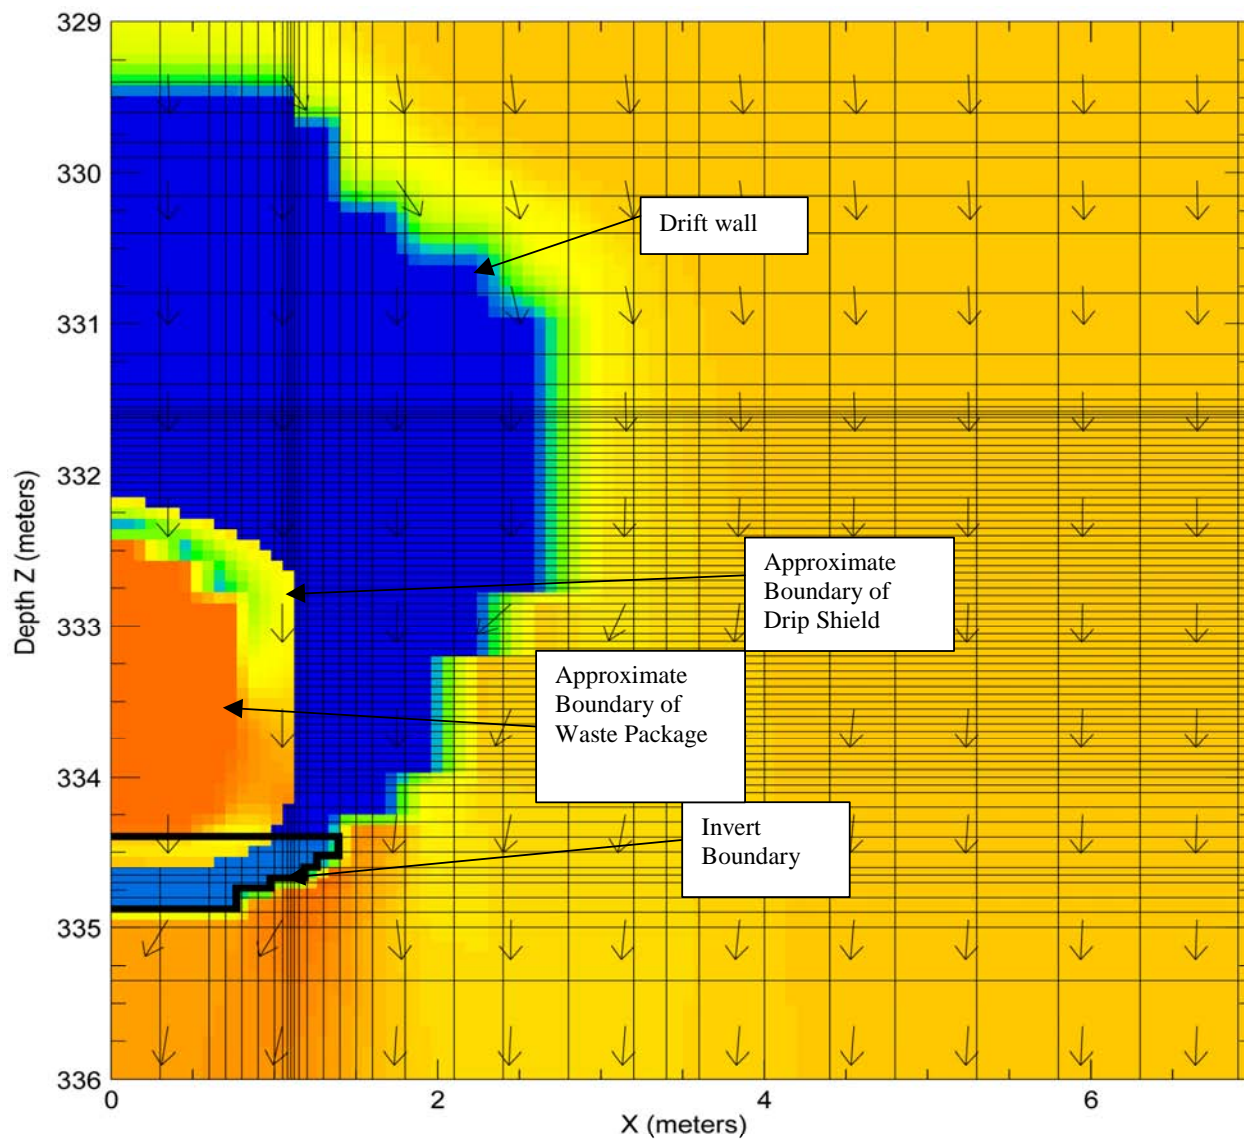 329
330
331
332
333
334
335
336
Depth Z (meters)
Drift wall
Approximate
Boundary of
Drip Shield
Approximate
Boundary of
Waste Package
Invert
Boundary
0
2
4
6
X (meters)